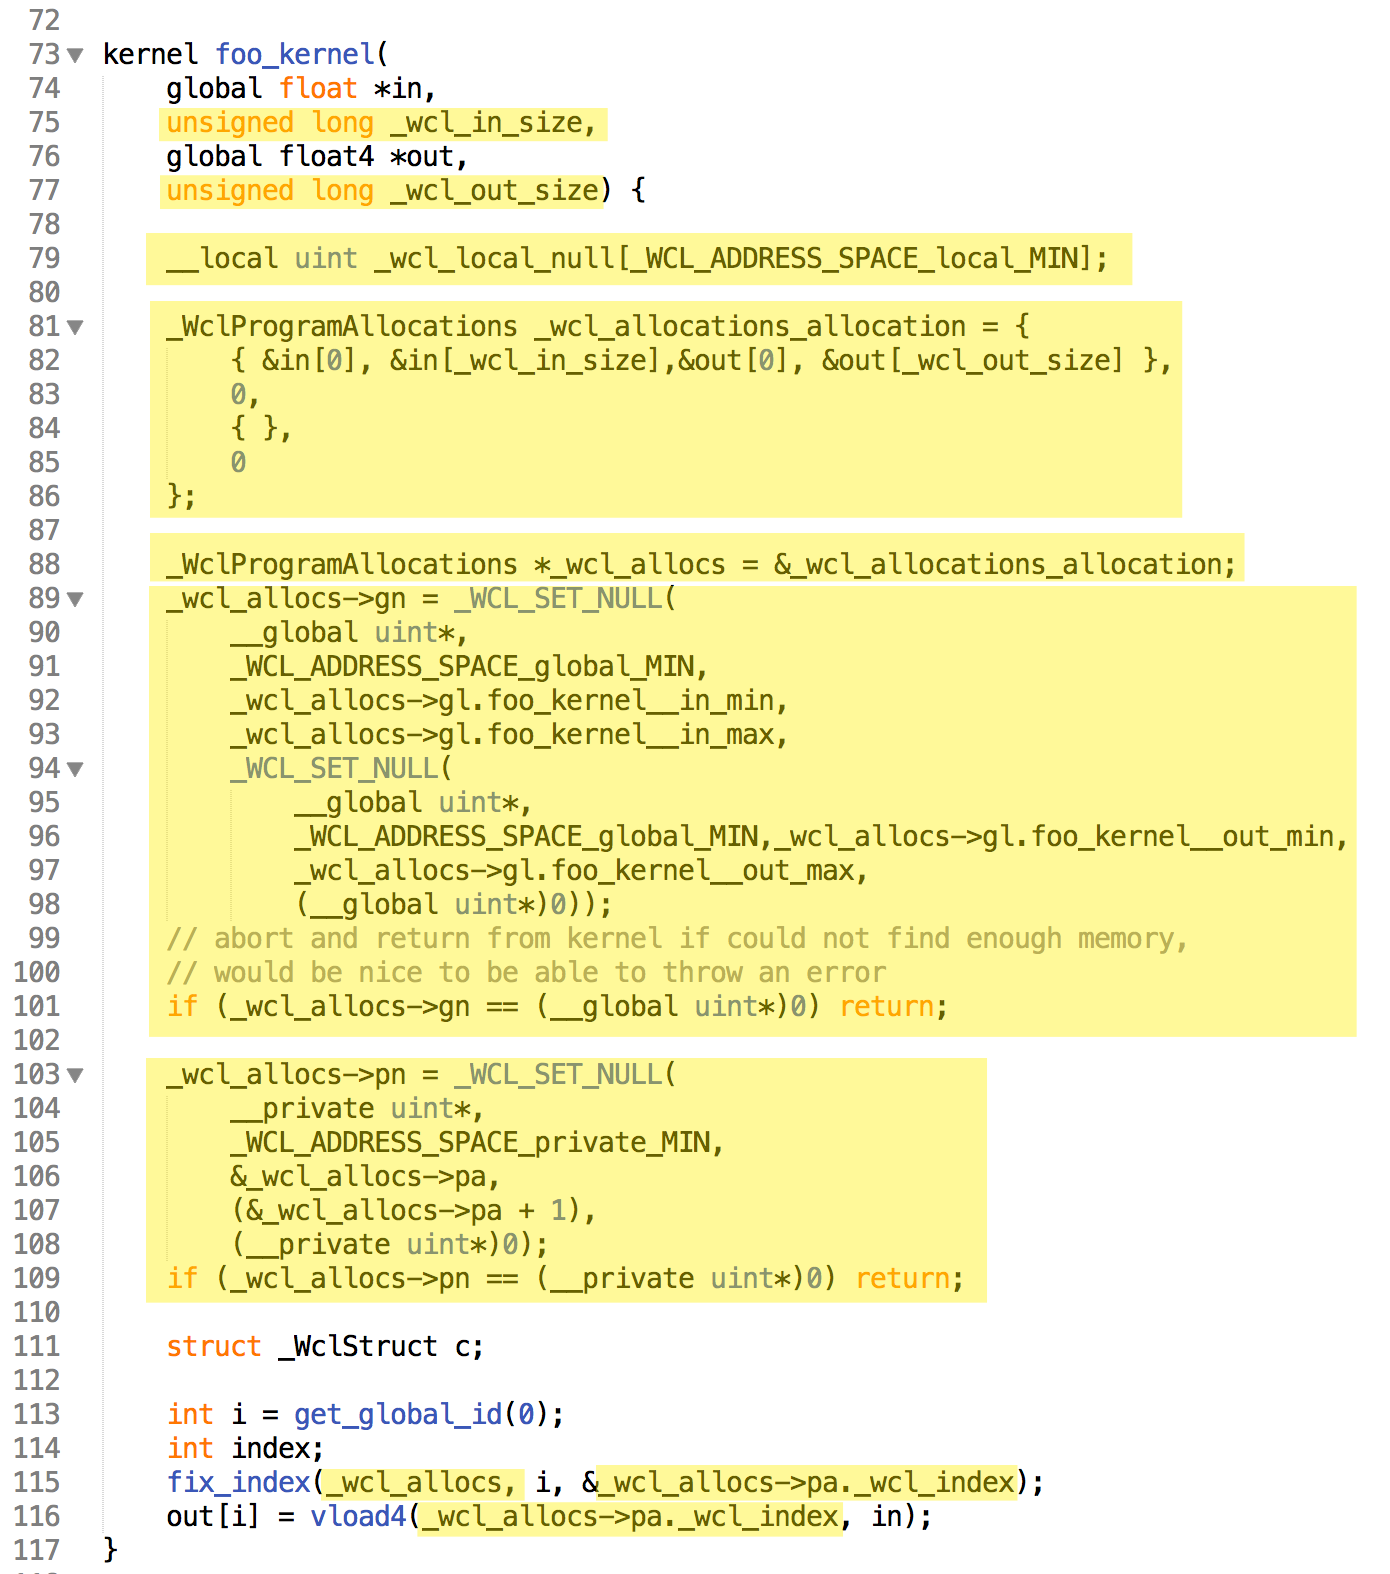 72
73 kernel foo_kernel(
74 global float *in,
75 unsigned long _wcl_in_size,
76 global float4 *out,
77 unsigned long _wcl_out_size) {
78
79 __local uint _wcl_local_null[_WCL_ADDRESS_SPACE_local_MIN];
80
81 _WclProgramAllocations _wcl_allocations_allocation = {
82 { &in[0], &in[_wcl_in_size],&out[0], &out[_wcl_out_size] },
83 0,
84 { },
85 0
86 };
87
88 _WclProgramAllocations *_wcl_allocs = &_wcl_allocations_allocation;
89 _wcl_allocs->gn = _WCL_SET_NULL(
90 __global uint*,
91 _WCL_ADDRESS_SPACE_global_MIN,
92 _wcl_allocs->gl.foo_kernel__in_min,
93 _wcl_allocs->gl.foo_kernel__in_max,
94 _WCL_SET_NULL(
95 __global uint*,
96 _WCL_ADDRESS_SPACE_global_MIN,_wcl_allocs->gl.foo_kernel__out_min,
97 _wcl_allocs->gl.foo_kernel__out_max,
98 (__global uint*)0));
99 // abort and return from kernel if could not find enough memory,
100 // would be nice to be able to throw an error
101 if (_wcl_allocs->gn == (__global uint*)0) return;
102
103 _wcl_allocs->pn = _WCL_SET_NULL(
104 __private uint*,
105 _WCL_ADDRESS_SPACE_private_MIN,
106 &_wcl_allocs->pa,
107 (&_wcl_allocs->pa + 1),
108 (__private uint*)0);
109 if (_wcl_allocs->pn == (__private uint*)0) return;
110
111 struct _WclStruct c;
112
113 int i = get_global_id(0);
114 int index;
115 fix_index(_wcl_allocs, i, &_wcl_allocs->pa._wcl_index);
116 out[i] = vload4(_wcl_allocs->pa._wcl_index, in);
117 }